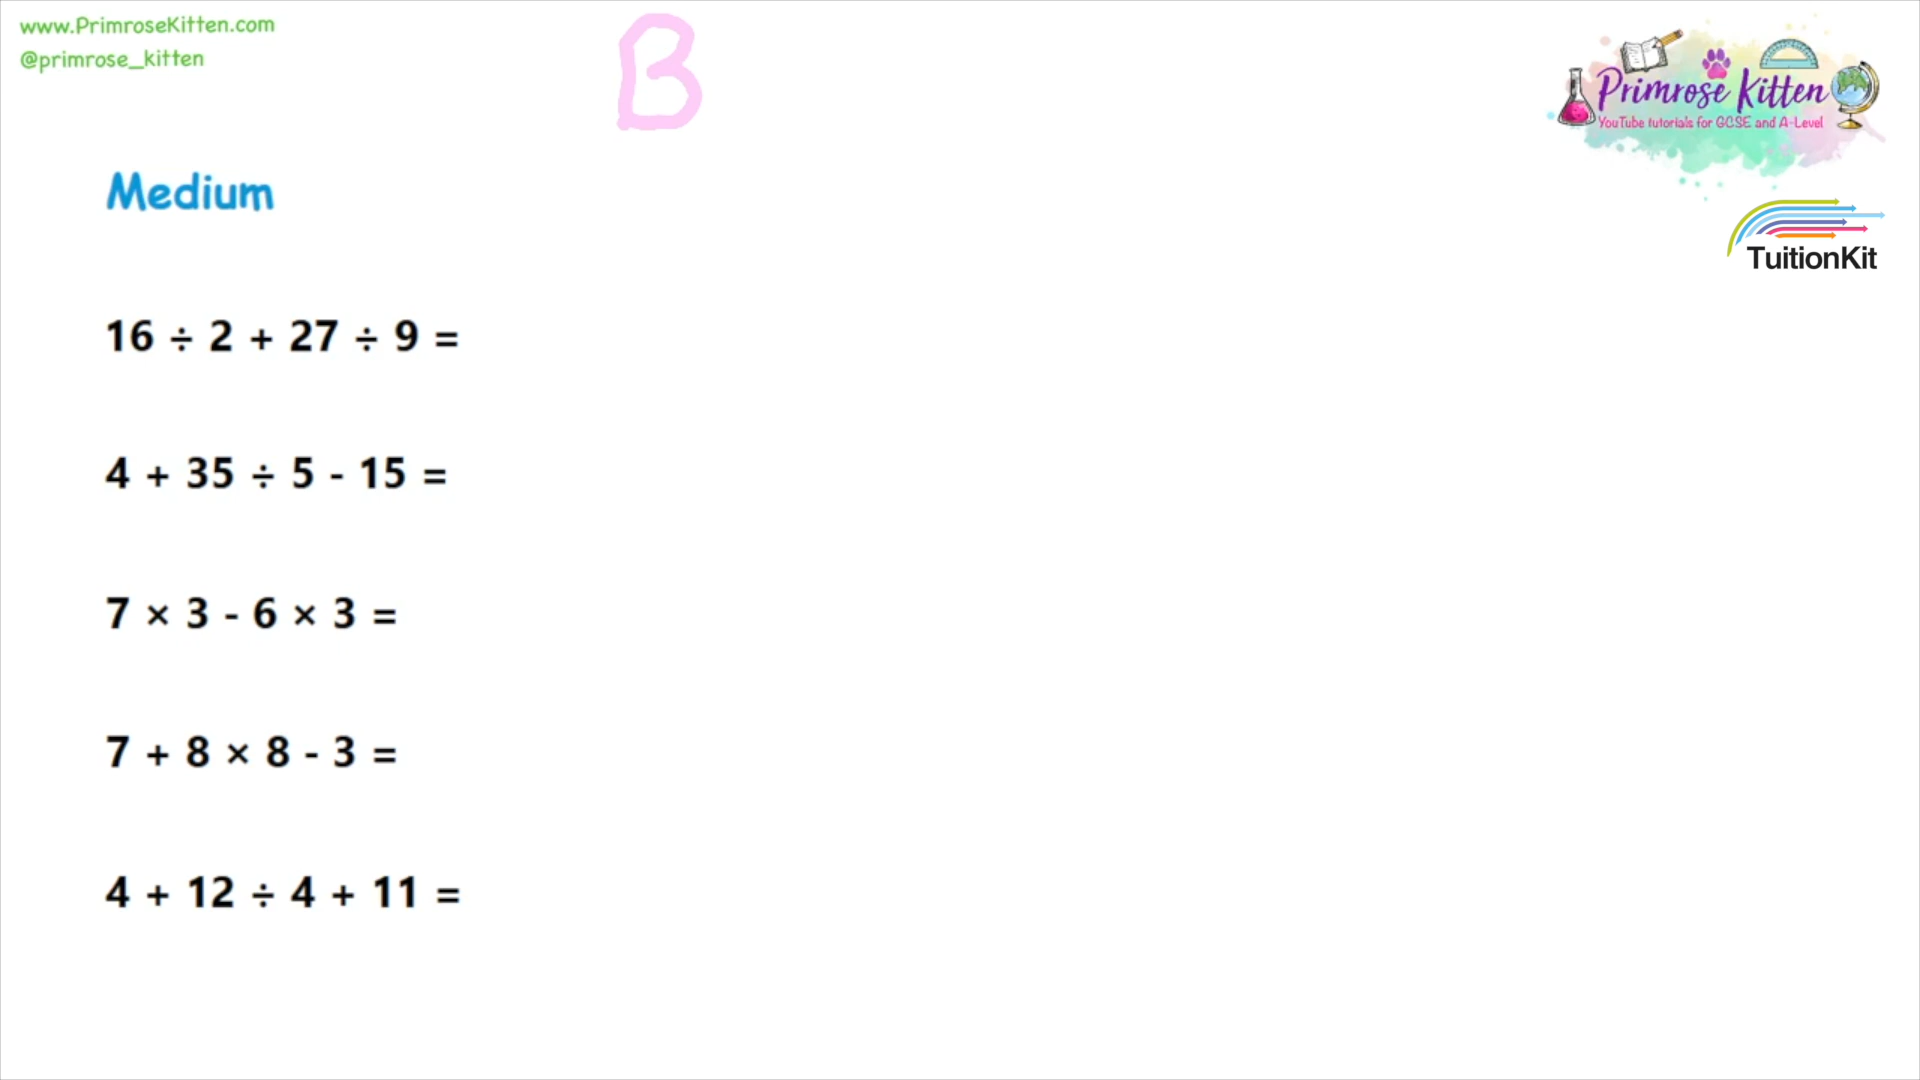 www.PrimroseKitten.com
@primrose_kitten
B
Primrose Kitten
YouTube tutorials for GCSE and A-Level
TuitionKit
Medium
16 ÷ 2 + 27 ÷ 9 =
4 + 35 ÷ 5 - 15 =
7 × 3 - 6 × 3 =
7 + 8 × 8 - 3 =
4 + 12 ÷ 4 + 11 =